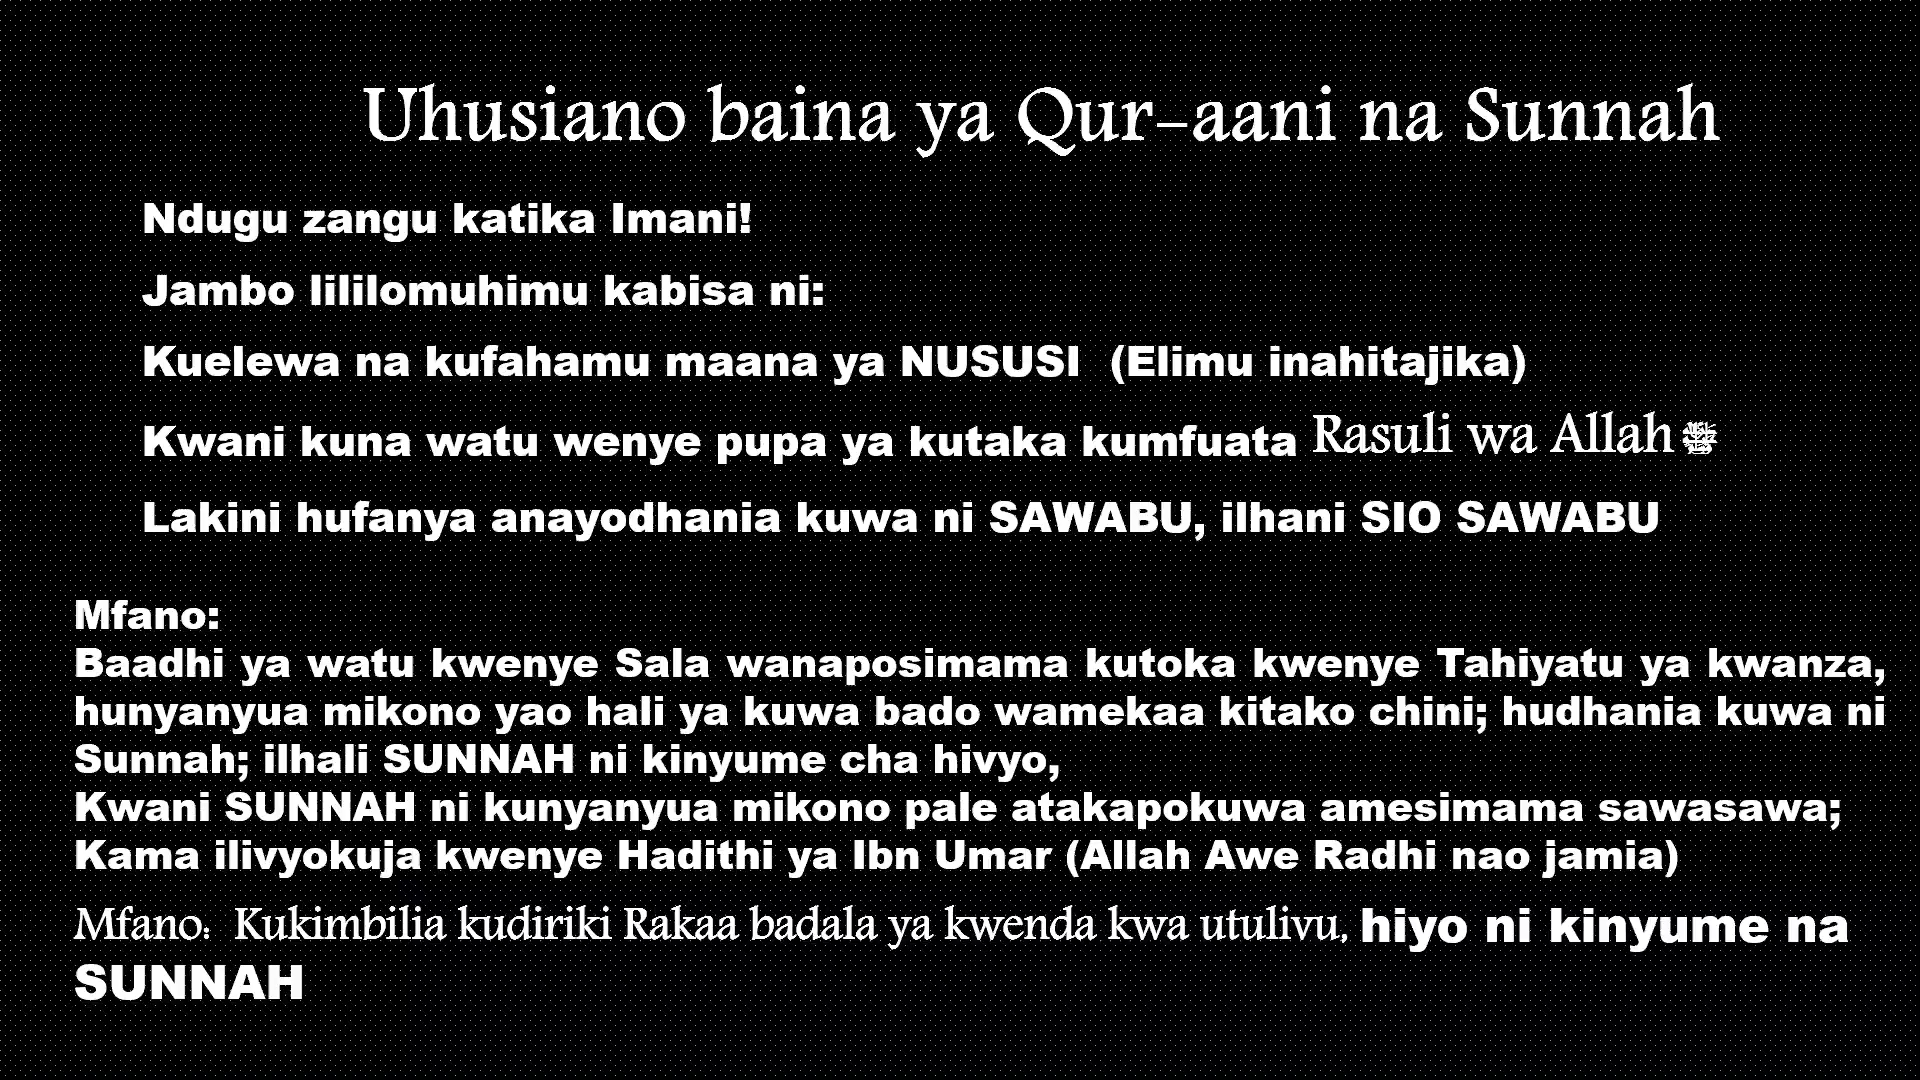 Uhusiano baina ya Qur-aani na Sunnah
Ndugu zangu katika Imani!
Jambo lililomuhimu kabisa ni:
Kuelewa na kufahamu maana ya NUSUSI (Elimu inahitajika)
Kwani kuna watu wenye pupa ya kutaka kumfuata Rasuli wa Allahﷺ
Lakini hufanya anayodhania kuwa ni SAWABU, ilhani SIO SAWABU
Mfano:
Baadhi ya watu kwenye Sala wanaposimama kutoka kwenye Tahiyatu ya kwanza,
hunyanyua mikono yao hali ya kuwa bado wamekaa kitako chini; hudhania kuwa ni
Sunnah; ilhali SUNNAH ni kinyume cha hivyo,
Kwani SUNNAH ni kunyanyua mikono pale atakapokuwa amesimama sawasawa;
Kama ilivyokuja kwenye Hadithi ya Ibn Umar (Allah Awe Radhi nao jamia)
Mfano: Kukimbilia kudiriki Rakaa badala ya kwenda kwa utulivu, hiyo ni kinyume na
SUNNAH